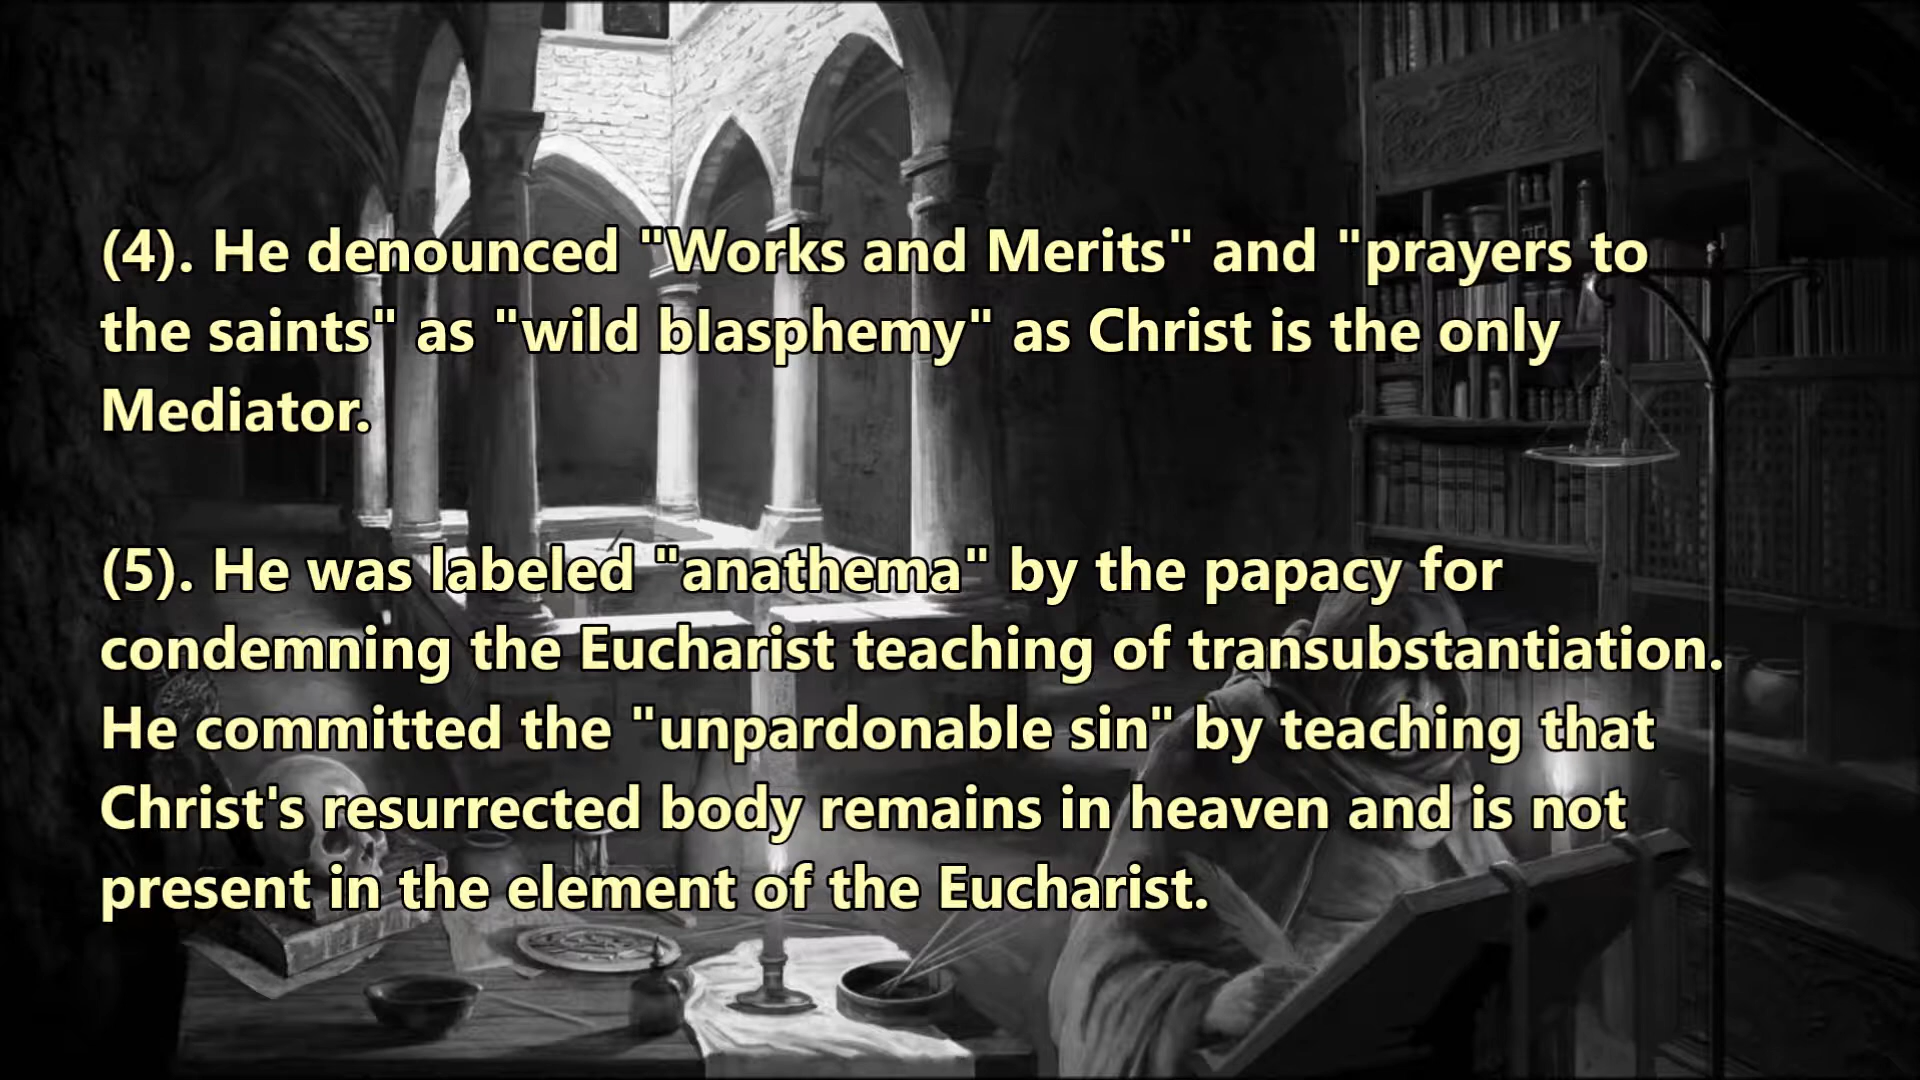 (4). He denounced "Works and Merits" and "prayers to
the saints" as "wild blasphemy" as Christ is the only
Mediator.
(5). He was labeled "anathema" by the papacy for
condemning the Eucharist teaching of transubstantiation.
He committed the "unpardonable sin" by teaching that
Christ's resurrected body remains in heaven and is not
present in the element of the Eucharist.